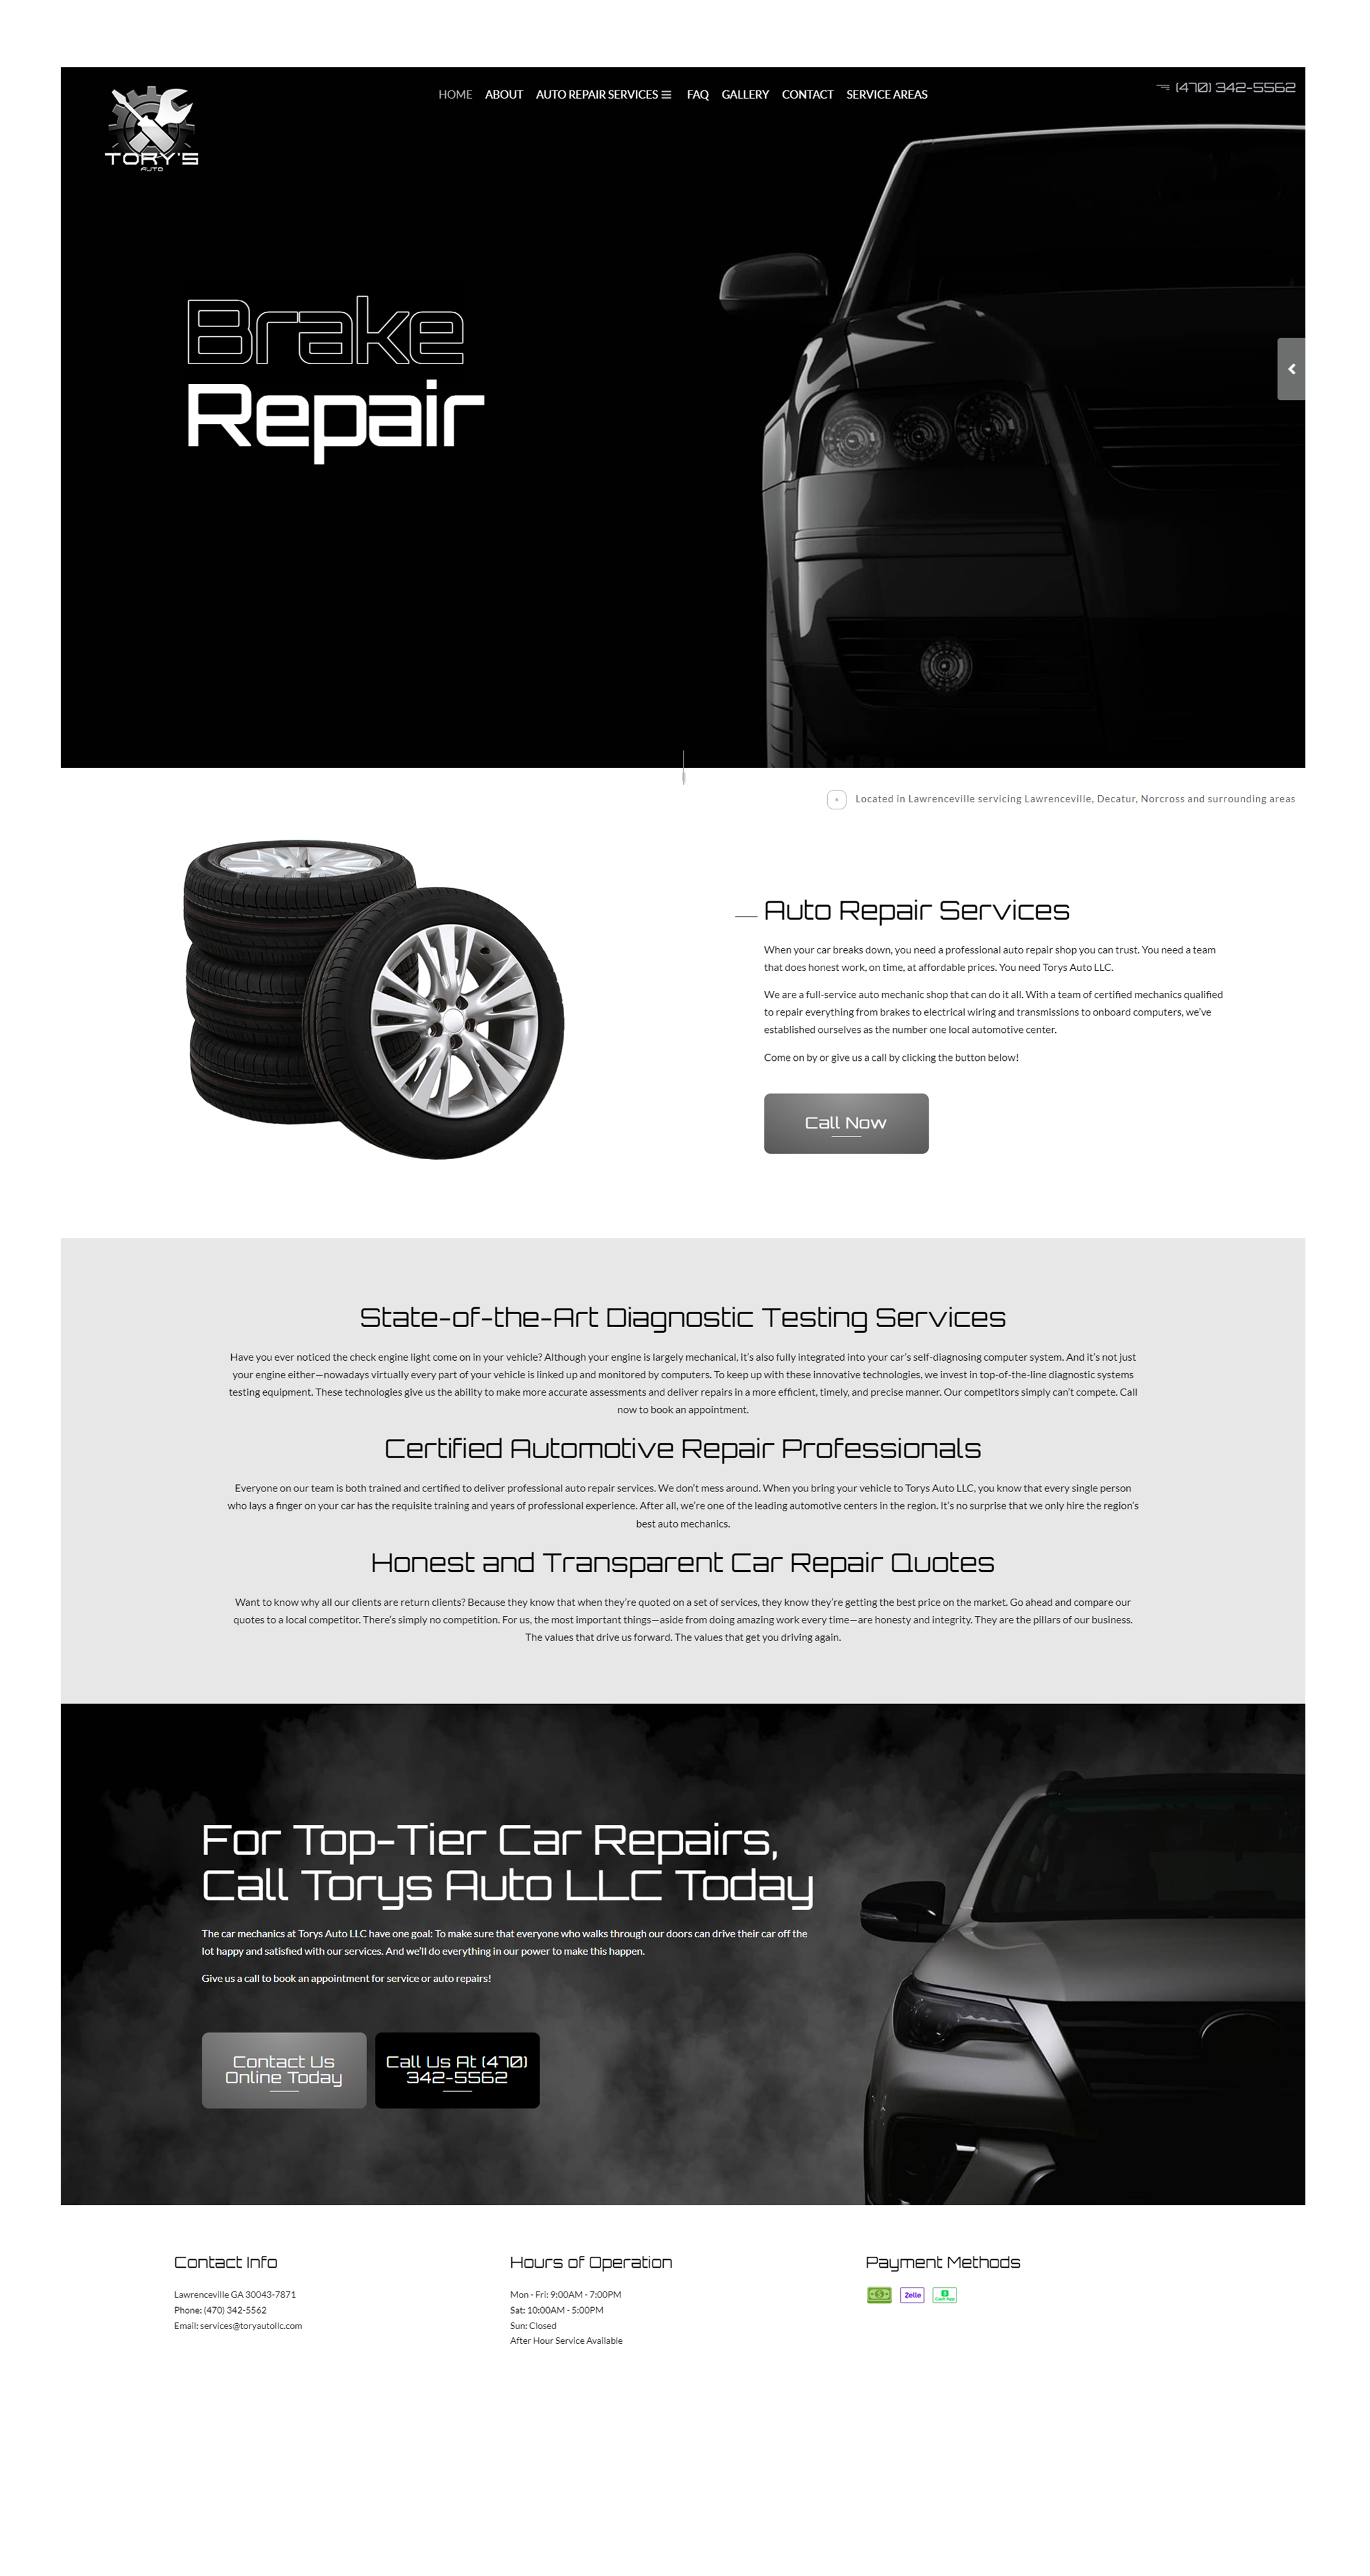 TORY'S
AUTO
HOME ABOUT AUTO REPAIR SERVICES FAQ GALLERY CONTACT SERVICE AREAS
(470) 342-5562
Brake
Repair
Located in Lawrenceville servicing Lawrenceville, Decatur, Norcross and surrounding areas
Auto Repair Services
When your car breaks down, you need a professional auto repair shop you can trust. You need a team
that does honest work, on time, at affordable prices. You need Torys Auto LLC.
We are a full-service auto mechanic shop that can do it all. With a team of certified mechanics qualified
to repair everything from brakes to electrical wiring and transmissions to onboard computers, we've
established ourselves as the number one local automotive center.
Come on by or give us a call by clicking the button below!
Call Now
State-of-the-Art Diagnostic Testing Services
Have you ever noticed the check engine light come on in your vehicle? Although your engine is largely mechanical, it's also fully integrated into your car's self-diagnosing computer system. And it's not just
your engine either—nowadays virtually every part of your vehicle is linked up and monitored by computers. To keep up with these innovative technologies, we invest in top-of-the-line diagnostic systems
testing equipment. These technologies give us the ability to make more accurate assessments and deliver repairs in a more efficient, timely, and precise manner. Our competitors simply can't compete. Call
now to book an appointment.
Certified Automotive Repair Professionals
Everyone on our team is both trained and certified to deliver professional auto repair services. We don't mess around. When you bring your vehicle to Torys Auto LLC, you know that every single person
who lays a finger on your car has the requisite training and years of professional experience. After all, we're one of the leading automotive centers in the region. It's no surprise that we only hire the region's
best auto mechanics.
Honest and Transparent Car Repair Quotes
Want to know why all our clients are return clients? Because they know that when they're quoted on a set of services, they know they're getting the best price on the market. Go ahead and compare our
quotes to a local competitor. There's simply no competition. For us, the most important things—aside from doing amazing work every time—are honesty and integrity. They are the pillars of our business.
The values that drive us forward. The values that get you driving again.
For Top-Tier Car Repairs,
Call Torys Auto LLC Today
The car mechanics at Torys Auto LLC have one goal: To make sure that everyone who walks through our doors can drive their car off the
lot happy and satisfied with our services. And we'll do everything in our power to make this happen.
Give us a call to book an appointment for service or auto repairs!
Contact Us
Online Today
Call Us At (470)
342-5562
Contact Info
Lawrenceville GA 30043-7871
Phone: (470) 342-5562
Email: services@toryautollc.com
Hours of Operation
Mon - Fri: 9:00AM - 7:00PM
Sat: 10:00AM - 5:00PM
Sun: Closed
After Hour Service Available
Payment Methods
Zelle
Cash App